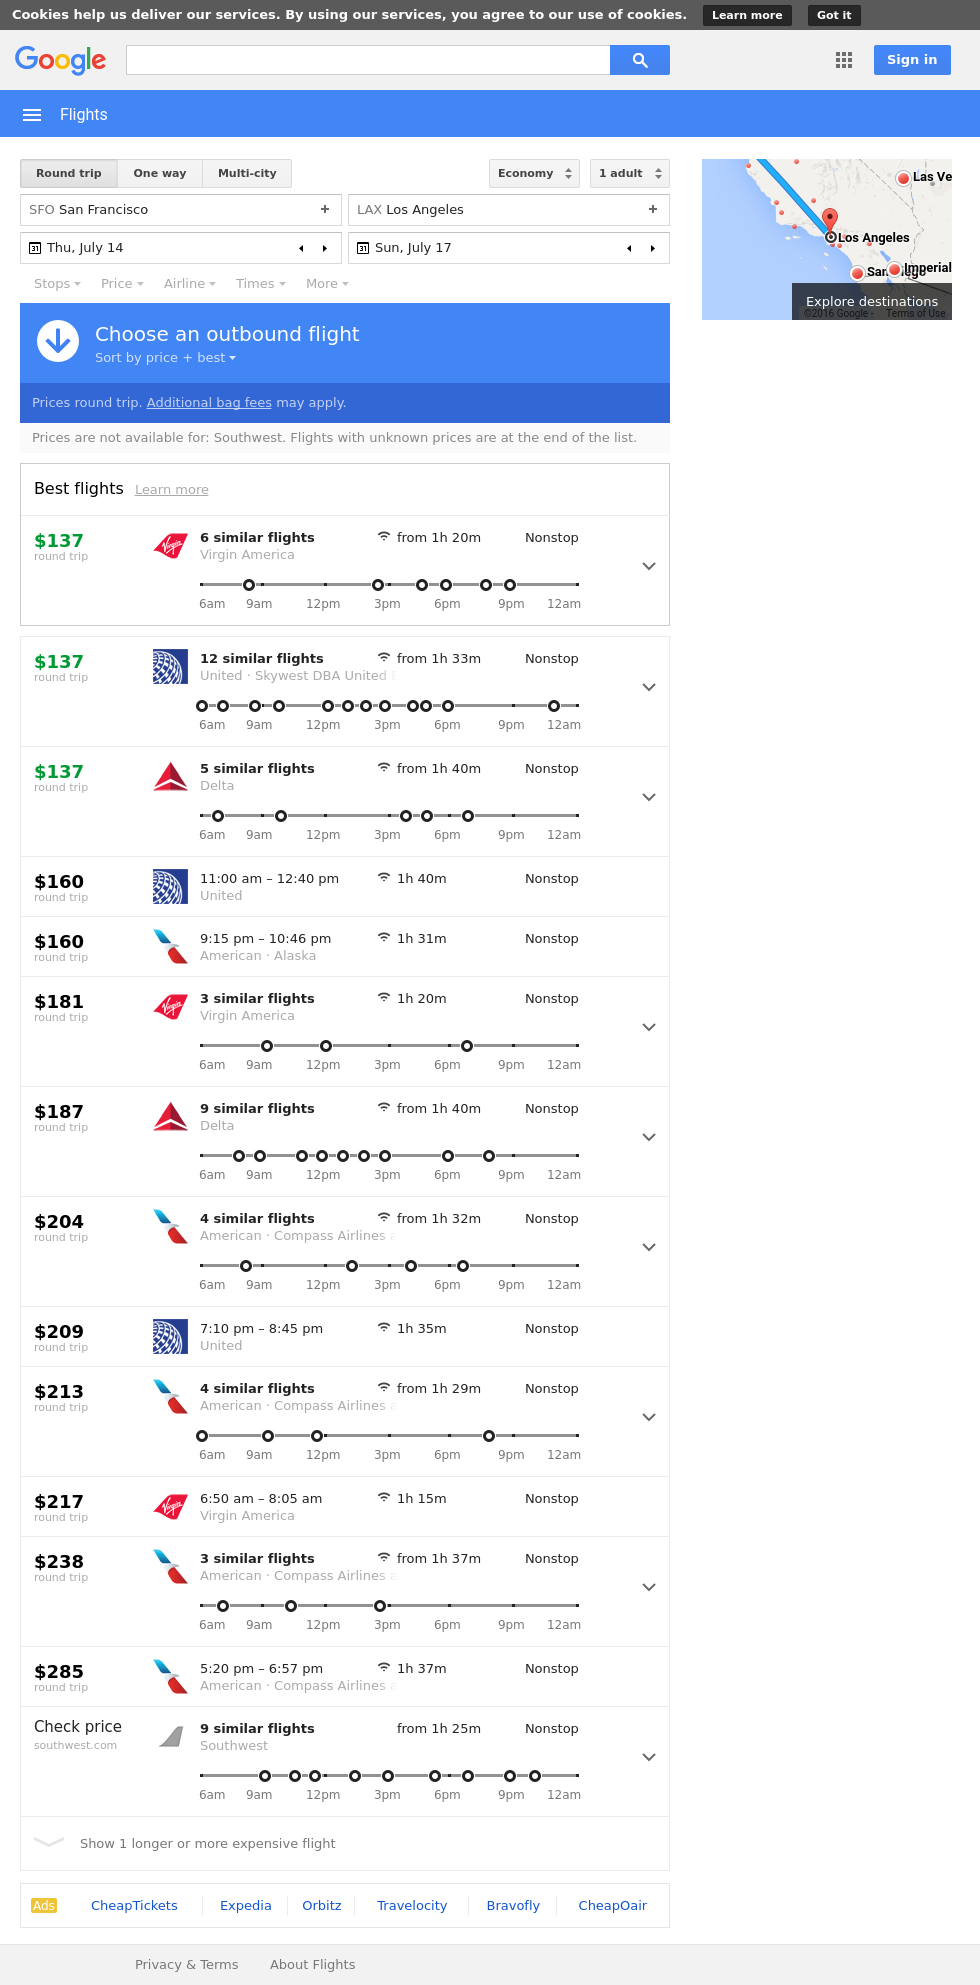 Cookies help us deliver our services. By using our services, you agree to our use of cookies. Learn more Got it
Google Sign in
Flights
Round trip One way Multi-city Economy 1 adult
SFO San Francisco + LAX Los Angeles +
31 Thu, July 14 31 Sun, July 17
Stops Price Airline Times More
Las Ve
Los Angeles
San ego
Imperial
Explore destinations
©2016 Google - Terms of Use
Choose an outbound flight
Sort by price + best
Prices round trip. Additional bag fees may apply.
Prices are not available for: Southwest. Flights with unknown prices are at the end of the list.
Best flights Learn more
$137 6 similar flights from 1h 20m Nonstop
round trip Virgin America
6am 9am 12pm 3pm 6pm 9pm 12am
$137 12 similar flights from 1h 33m Nonstop
round trip United · Skywest DBA United
6am 9am 12pm 3pm 6pm 9pm 12am
$137 5 similar flights from 1h 40m Nonstop
round trip Delta
6am 9am 12pm 3pm 6pm 9pm 12am
$160 11:00 am – 12:40 pm 1h 40m Nonstop
round trip United
$160 9:15 pm – 10:46 pm 1h 31m Nonstop
round trip American · Alaska
$181 3 similar flights 1h 20m Nonstop
round trip Virgin America
6am 9am 12pm 3pm 6pm 9pm 12am
$187 9 similar flights from 1h 40m Nonstop
round trip Delta
6am 9am 12pm 3pm 6pm 9pm 12am
$204 4 similar flights from 1h 32m Nonstop
round trip American · Compass Airlines a
6am 9am 12pm 3pm 6pm 9pm 12am
$209 7:10 pm – 8:45 pm 1h 35m Nonstop
round trip United
$213 4 similar flights from 1h 29m Nonstop
round trip American · Compass Airlines a
6am 9am 12pm 3pm 6pm 9pm 12am
$217 6:50 am – 8:05 am 1h 15m Nonstop
round trip Virgin America
$238 3 similar flights from 1h 37m Nonstop
round trip American · Compass Airlines a
6am 9am 12pm 3pm 6pm 9pm 12am
$285 5:20 pm – 6:57 pm 1h 37m Nonstop
round trip American · Compass Airlines a
Check price 9 similar flights from 1h 25m Nonstop
southwest.com Southwest
6am 9am 12pm 3pm 6pm 9pm 12am
Show 1 longer or more expensive flight
Ads CheapTickets Expedia Orbitz Travelocity Bravofly CheapOair
Privacy & Terms About Flights